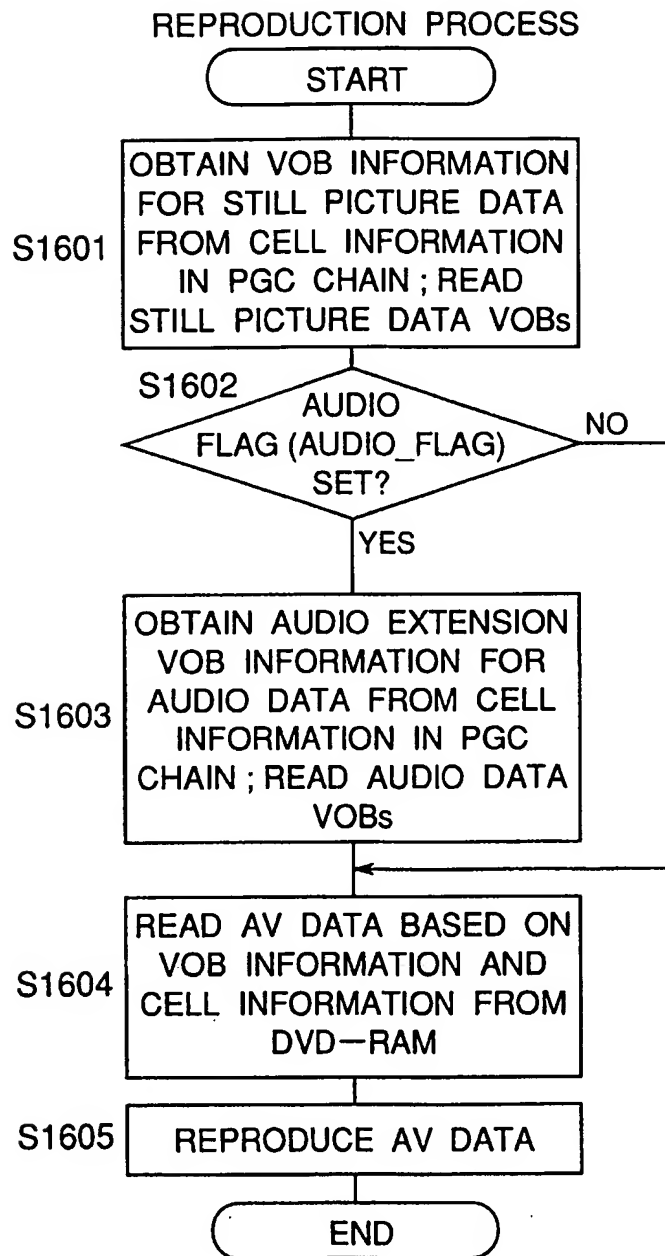 REPRODUCTION PROCESS
START
S1601
OBTAIN VOB INFORMATION
FOR STILL PICTURE DATA
FROM CELL INFORMATION
IN PGC CHAIN ; READ
STILL PICTURE DATA VOBs
S1602
AUDIO
FLAG (AUDIO_FLAG)
SET?
NO
YES
S1603
OBTAIN AUDIO EXTENSION
VOB INFORMATION FOR
AUDIO DATA FROM CELL
INFORMATION IN PGC
CHAIN ; READ AUDIO DATA
VOBs
S1604
READ AV DATA BASED ON
VOB INFORMATION AND
CELL INFORMATION FROM
DVD—RAM
S1605
REPRODUCE AV DATA
END